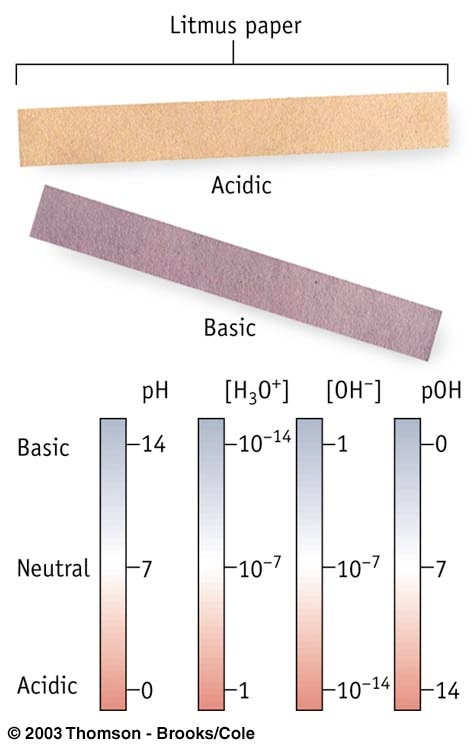 Litmus paper
Acidic
Basic
pH [H₃O⁺] [OH⁻] pOH
Basic 14 10⁻¹⁴ 1 0
Neutral 7 10⁻⁷ 10⁻⁷ 7
Acidic 0 1 10⁻¹⁴ 14
© 2003 Thomson - Brooks/Cole